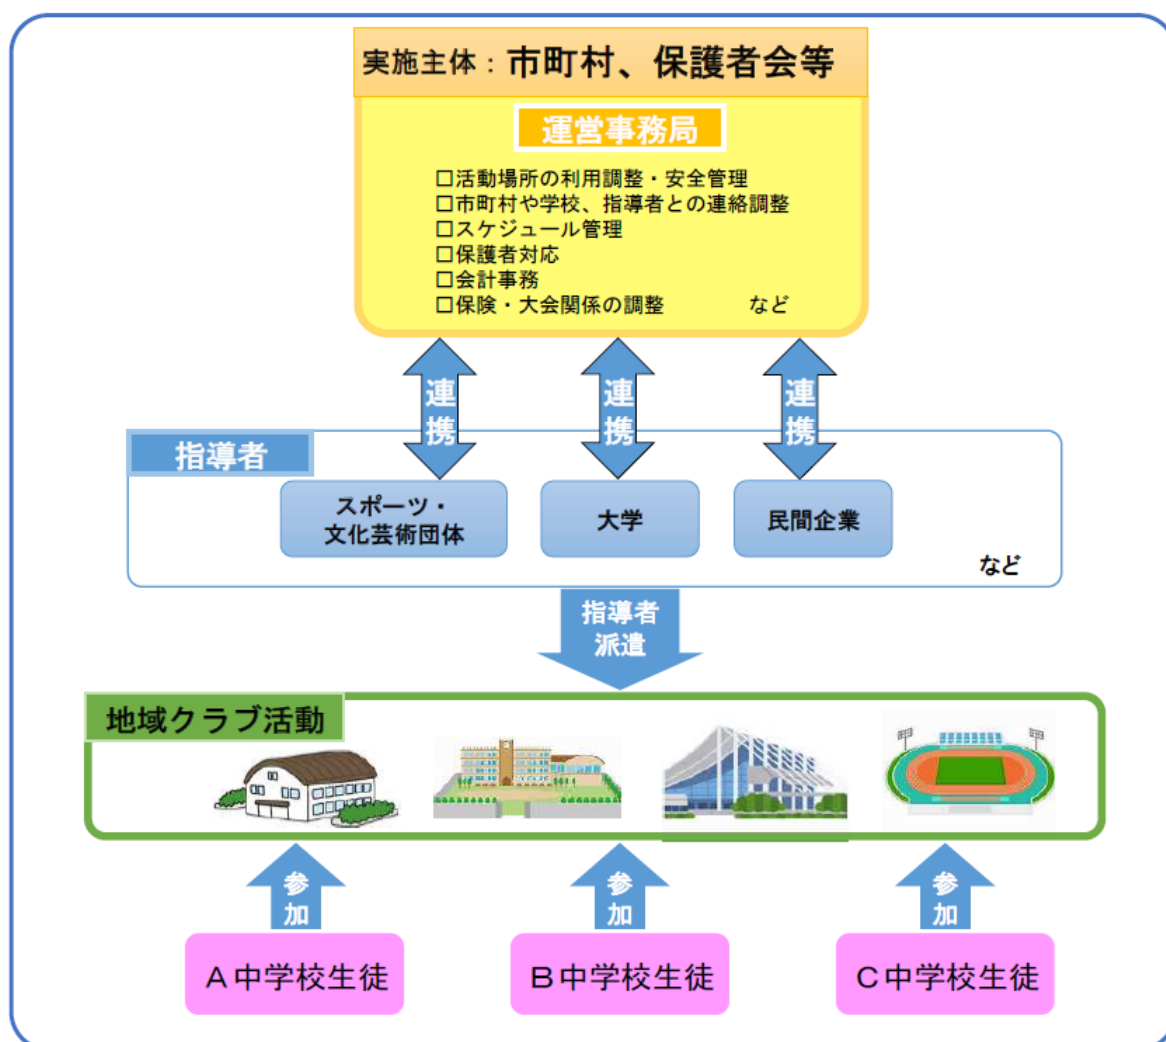 実施主体：市町村、保護者会等
運営事務局
□活動場所の利用調整・安全管理
□市町村や学校、指導者との連絡調整
□スケジュール管理
□保護者対応
□会計事務
□保険・大会関係の調整　　　　など
連携
連携
連携
指導者
スポーツ・
文化芸術団体
大学
民間企業
など
指導者
派遣
地域クラブ活動
参加
参加
参加
Ａ中学校生徒
Ｂ中学校生徒
Ｃ中学校生徒